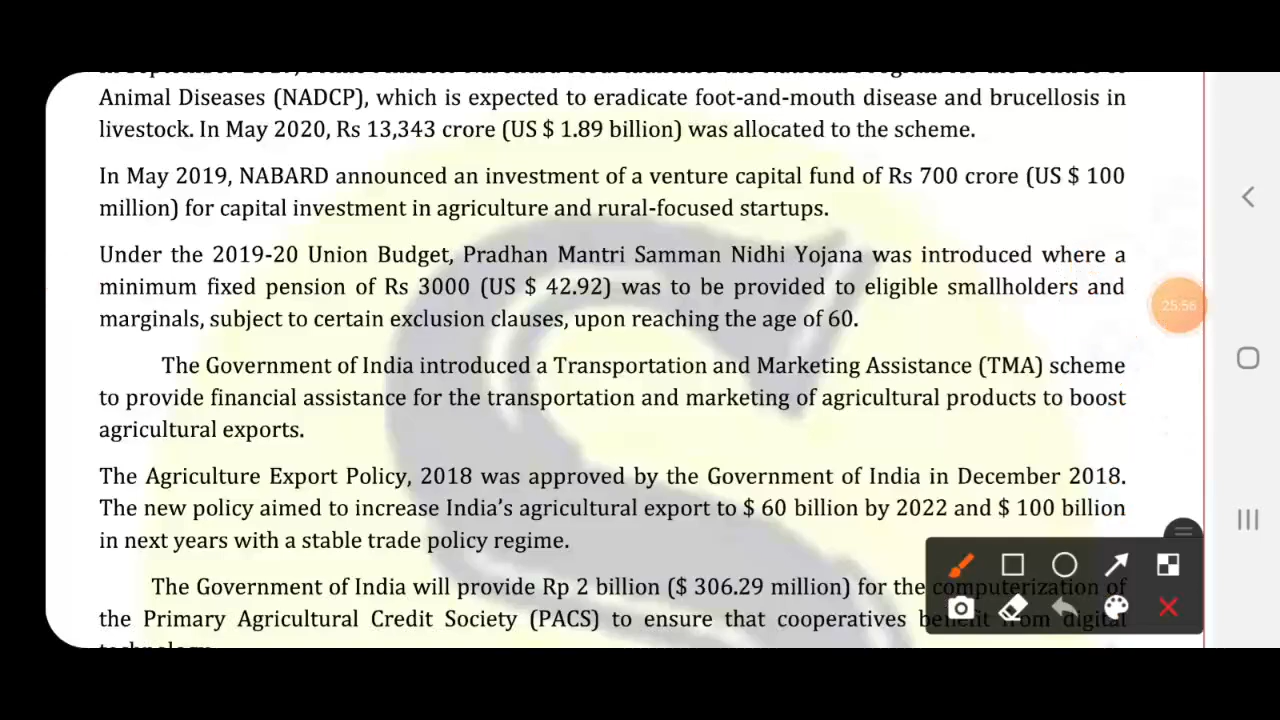 Animal Diseases (NADCP), which is expected to eradicate foot-and-mouth disease and brucellosis in
livestock. In May 2020, Rs 13,343 crore (US $ 1.89 billion) was allocated to the scheme.
In May 2019, NABARD announced an investment of a venture capital fund of Rs 700 crore (US $ 100
million) for capital investment in agriculture and rural-focused startups.
Under the 2019-20 Union Budget, Pradhan Mantri Samman Nidhi Yojana was introduced where a
minimum fixed pension of Rs 3000 (US $ 42.92) was to be provided to eligible smallholders and
marginals, subject to certain exclusion clauses, upon reaching the age of 60.
25:56
The Government of India introduced a Transportation and Marketing Assistance (TMA) scheme
to provide financial assistance for the transportation and marketing of agricultural products to boost
agricultural exports.
The Agriculture Export Policy, 2018 was approved by the Government of India in December 2018.
The new policy aimed to increase India's agricultural export to $ 60 billion by 2022 and $ 100 billion
in next years with a stable trade policy regime.
The Government of India will provide Rp 2 billion ($ 306.29 million) for the computerization of
the Primary Agricultural Credit Society (PACS) to ensure that cooperatives benefit from digital